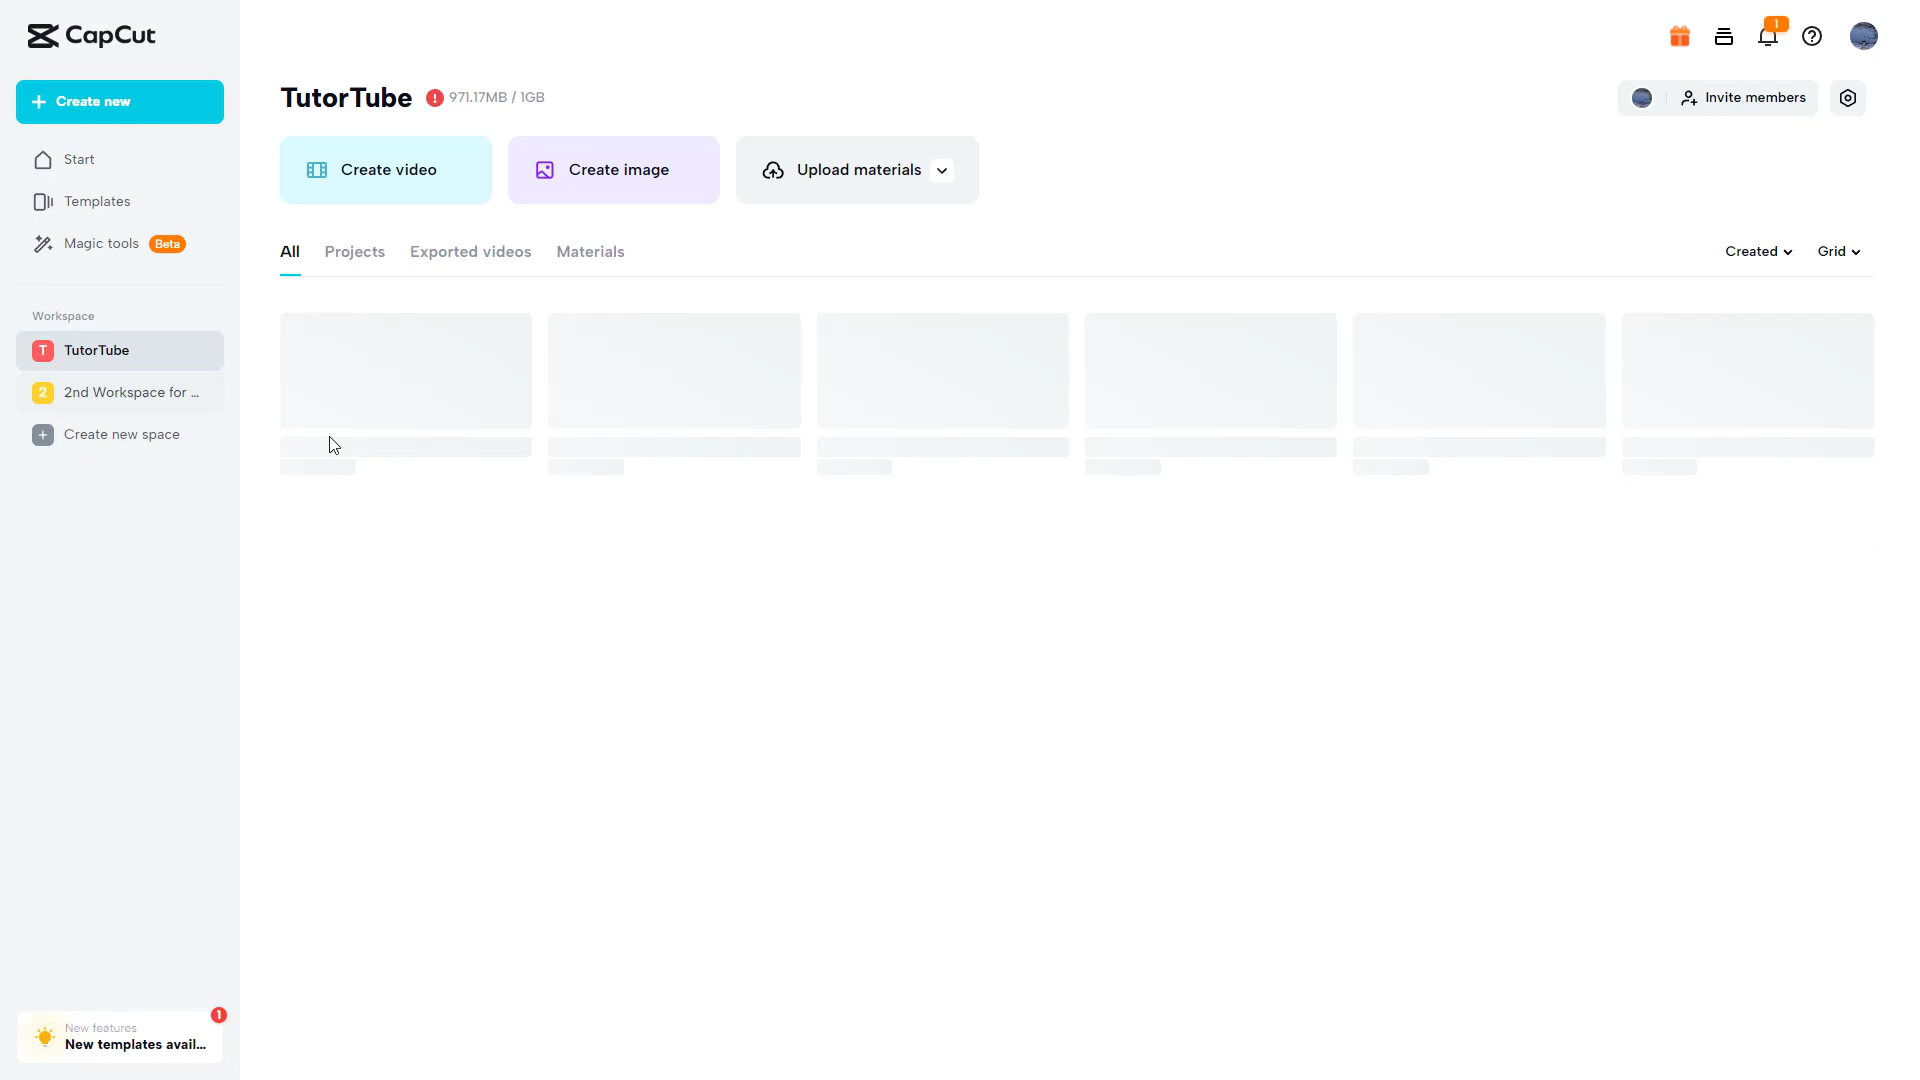 CapCut
1
Create new
TutorTube
! 971.17MB / 1GB
Invite members
Start
Create video
Create image
Upload materials
Templates
Magic tools Beta
All
Projects
Exported videos
Materials
Created
Grid
Workspace
T TutorTube
2 2nd Workspace for ...
+ Create new space
1
New features
New templates avail...